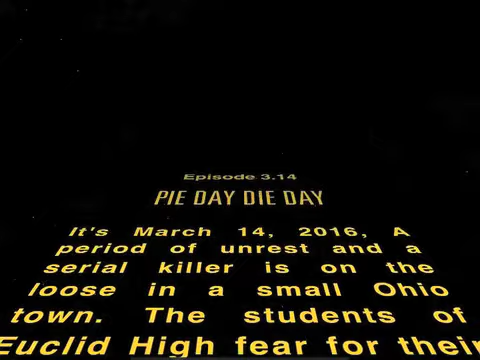 Episode 3.14
PIE DAY DIE DAY
It's March 14, 2016, A
period of unrest and a
serial killer is on the
loose in a small Ohio
town. The students of
Euclid High fear for their